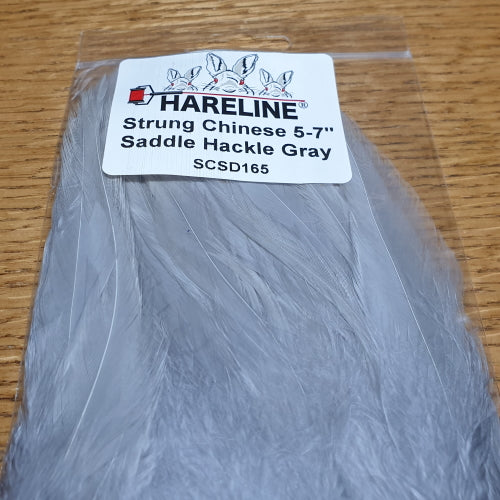 HARELINE®
Strung Chinese 5-7"
Saddle Hackle Gray
SCSD165